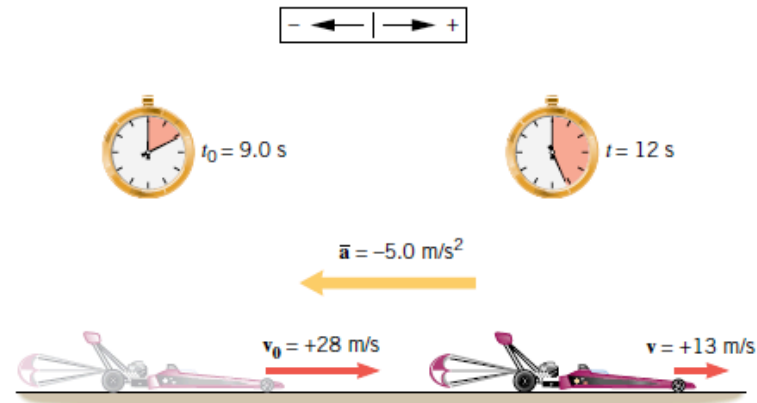 − +
t₀ = 9.0 s
t = 12 s
a̅ = −5.0 m/s²
v₀ = +28 m/s
v = +13 m/s